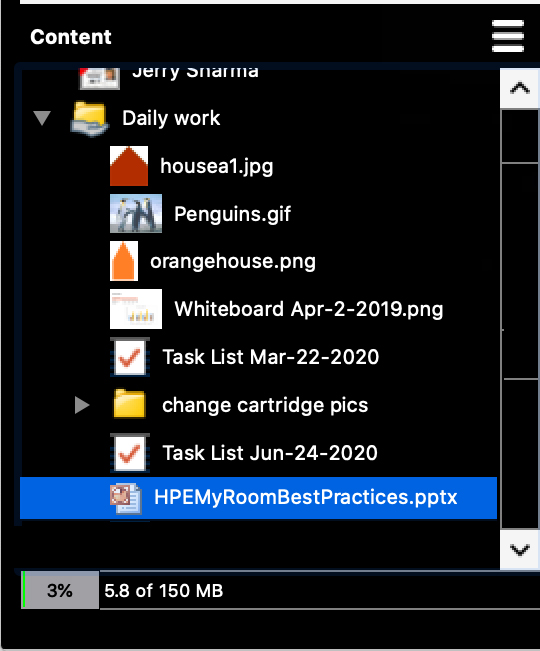 Content
Jerry Sharma
Daily work
housea1.jpg
Penguins.gif
orangehouse.png
Whiteboard Apr-2-2019.png
Task List Mar-22-2020
change cartridge pics
Task List Jun-24-2020
HPEMyRoomBestPractices.pptx
3% 5.8 of 150 MB